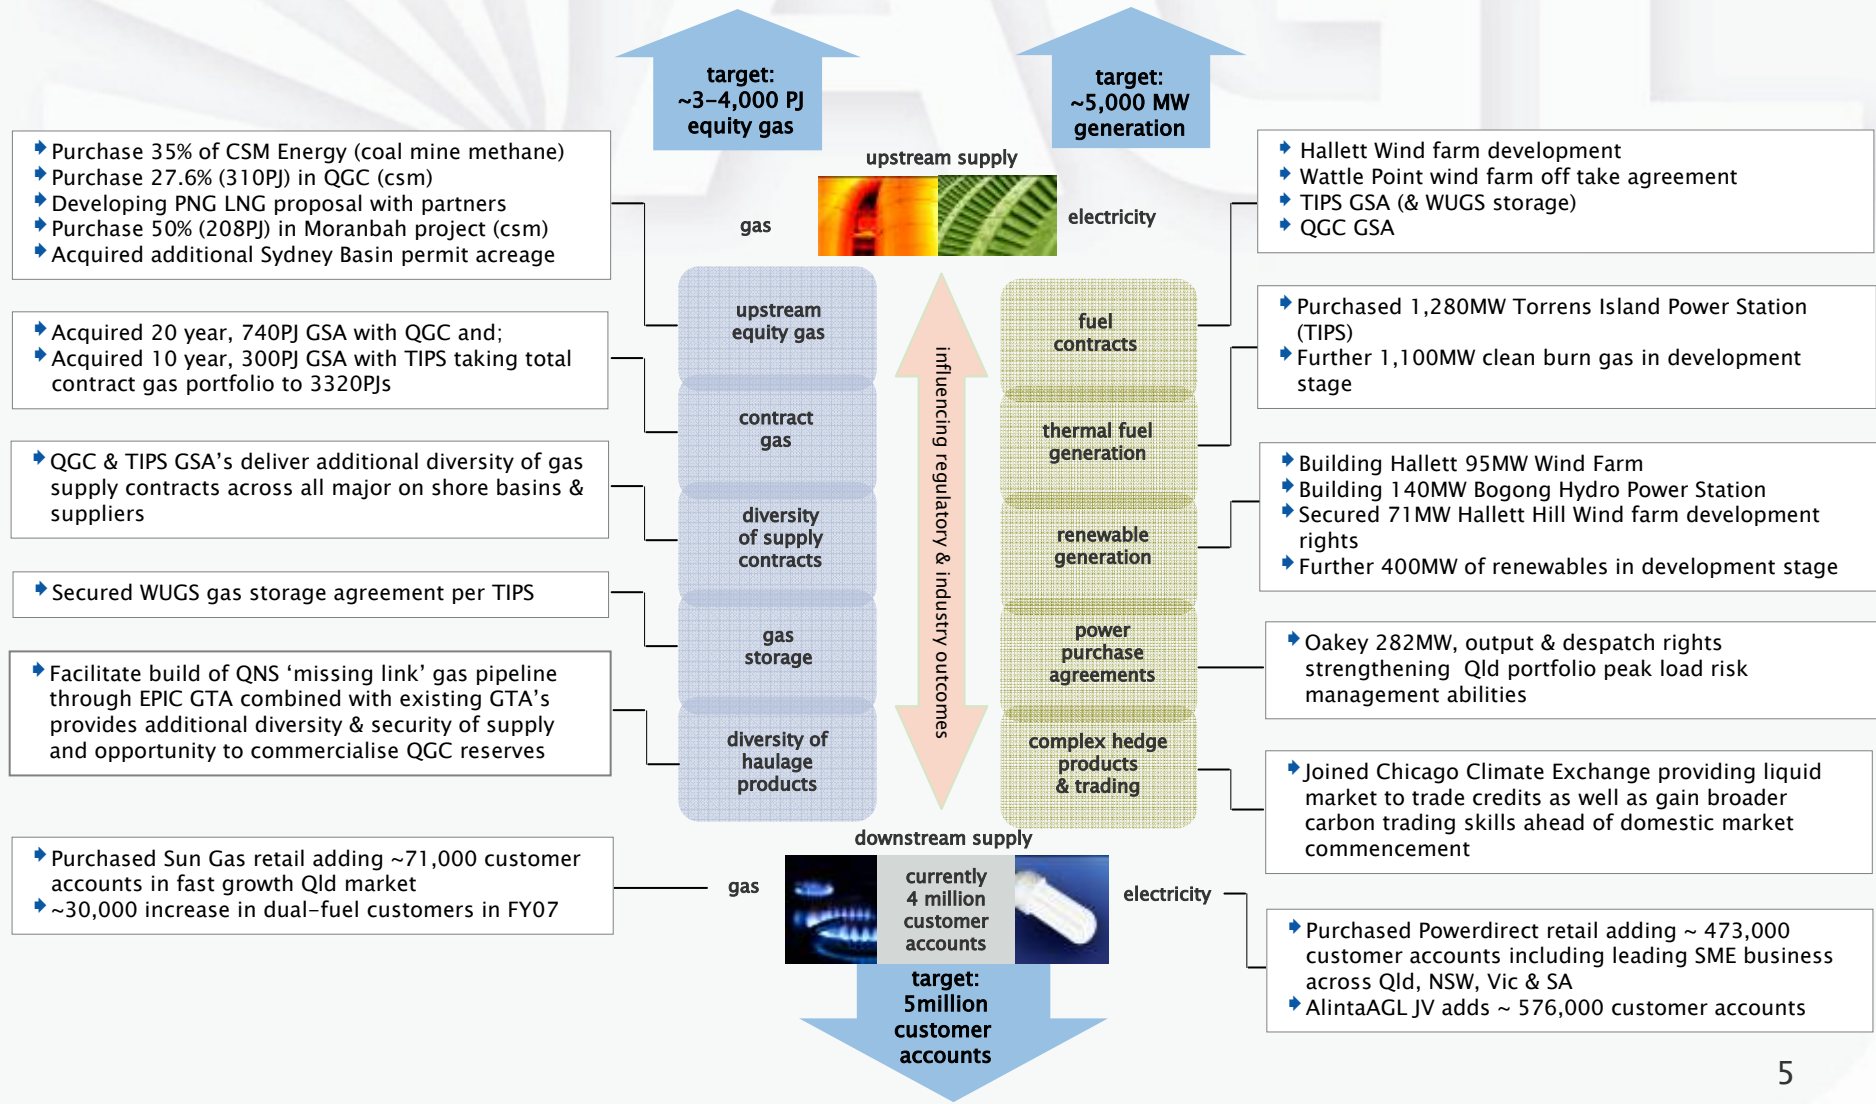 target:
~3-4,000 PJ
equity gas
target:
~5,000 MW
generation
Purchase 35% of CSM Energy (coal mine methane)
Purchase 27.6% (310PJ) in QGC (csm)
Developing PNG LNG proposal with partners
Purchase 50% (208PJ) in Moranbah project (csm)
Acquired additional Sydney Basin permit acreage
Acquired 20 year, 740PJ GSA with QGC and;
Acquired 10 year, 300PJ GSA with TIPS taking total
contract gas portfolio to 3320PJs
QGC & TIPS GSA's deliver additional diversity of gas
supply contracts across all major on shore basins &
suppliers
Secured WUGS gas storage agreement per TIPS
Facilitate build of QNS 'missing link' gas pipeline
through EPIC GTA combined with existing GTA's
provides additional diversity & security of supply
and opportunity to commercialise QGC reserves
Purchased Sun Gas retail adding ~71,000 customer
accounts in fast growth Qld market
~30,000 increase in dual-fuel customers in FY07
upstream supply
gas
electricity
upstream
equity gas
contract
gas
diversity
of supply
contracts
gas
storage
diversity of
haulage
products
influencing regulatory & industry outcomes
fuel
contracts
thermal fuel
generation
renewable
generation
power
purchase
agreements
complex hedge
products
& trading
downstream supply
gas
currently
4 million
customer
accounts
electricity
target:
5million
customer
accounts
Hallett Wind farm development
Wattle Point wind farm off take agreement
TIPS GSA (& WUGS storage)
QGC GSA
Purchased 1,280MW Torrens Island Power Station
(TIPS)
Further 1,100MW clean burn gas in development
stage
Building Hallett 95MW Wind Farm
Building 140MW Bogong Hydro Power Station
Secured 71MW Hallett Hill Wind farm development
rights
Further 400MW of renewables in development stage
Oakey 282MW, output & despatch rights
strengthening Qld portfolio peak load risk
management abilities
Joined Chicago Climate Exchange providing liquid
market to trade credits as well as gain broader
carbon trading skills ahead of domestic market
commencement
Purchased Powerdirect retail adding ~ 473,000
customer accounts including leading SME business
across Qld, NSW, Vic & SA
AlintaAGL JV adds ~ 576,000 customer accounts
5